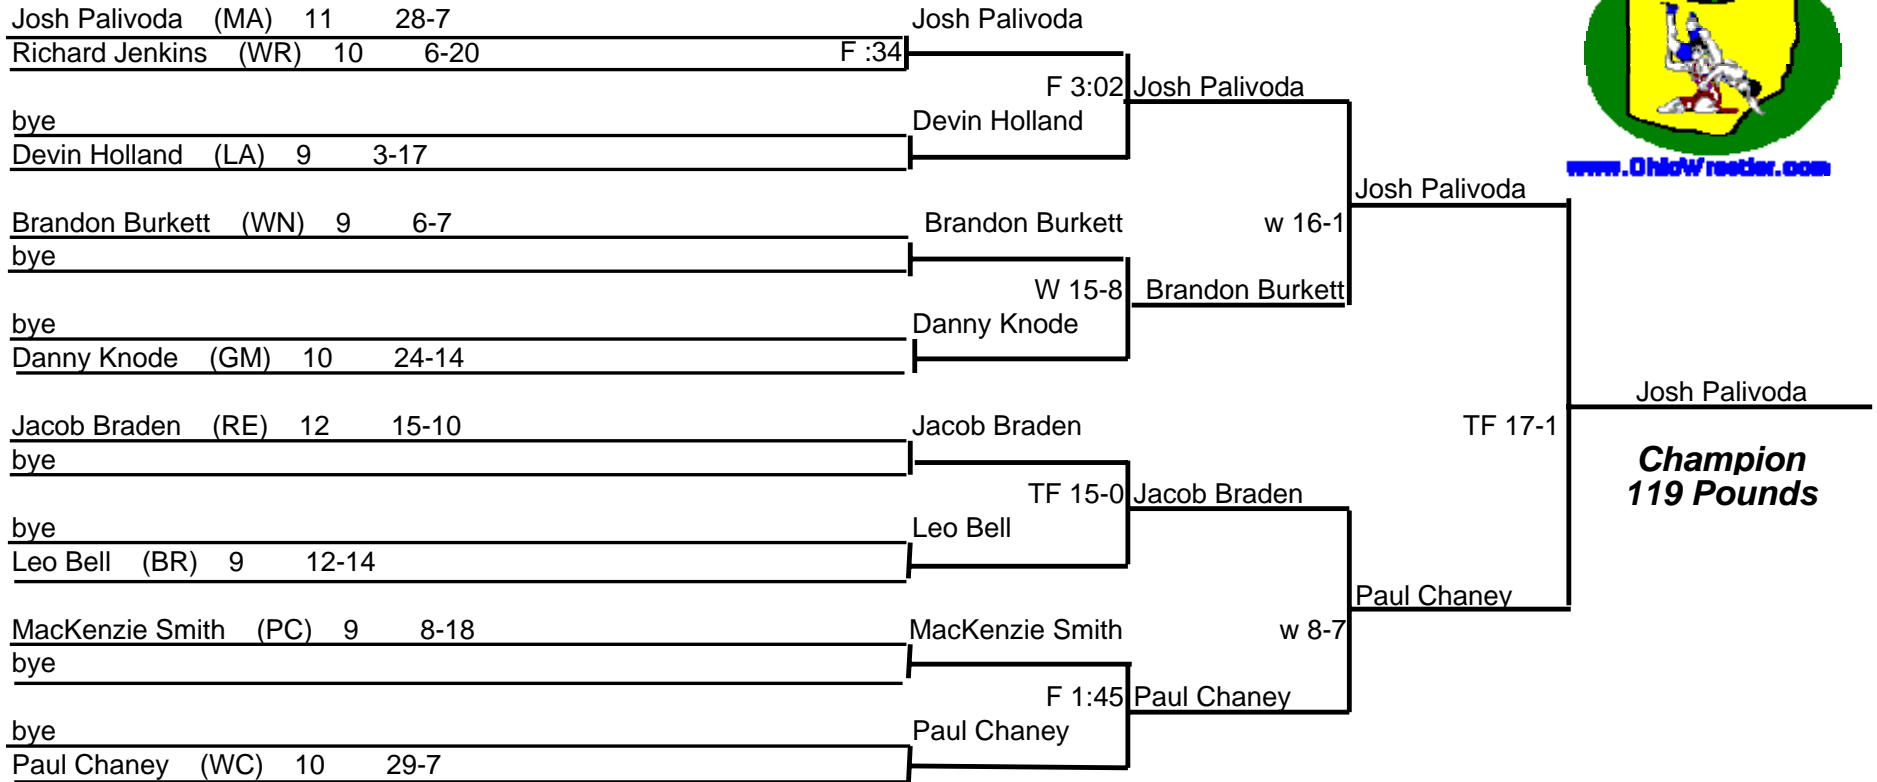 Josh Palivoda (MA) 11 28-7
Richard Jenkins (WR) 10 6-20
F :34
Josh Palivoda
bye
Devin Holland (LA) 9 3-17
Devin Holland
F 3:02
Josh Palivoda
Brandon Burkett (WN) 9 6-7
bye
Brandon Burkett
bye
Danny Knode (GM) 10 24-14
Danny Knode
W 15-8
Brandon Burkett
w 16-1
Josh Palivoda
Jacob Braden (RE) 12 15-10
bye
Jacob Braden
bye
Leo Bell (BR) 9 12-14
Leo Bell
TF 15-0
Jacob Braden
MacKenzie Smith (PC) 9 8-18
bye
MacKenzie Smith
bye
Paul Chaney (WC) 10 29-7
Paul Chaney
F 1:45
Paul Chaney
w 8-7
Paul Chaney
TF 17-1
Josh Palivoda
Champion
119 Pounds
www.OhioWrestler.com